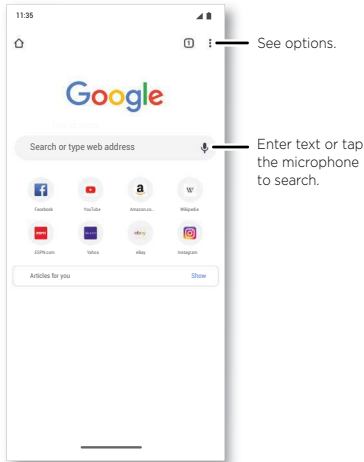 11:35
1
See options.
Google
Search or type web address
Enter text or tap
the microphone
to search.
Facebook YouTube Amazon.co... Wikipedia
ESPN.com Yahoo eBay Instagram
Articles for you Show